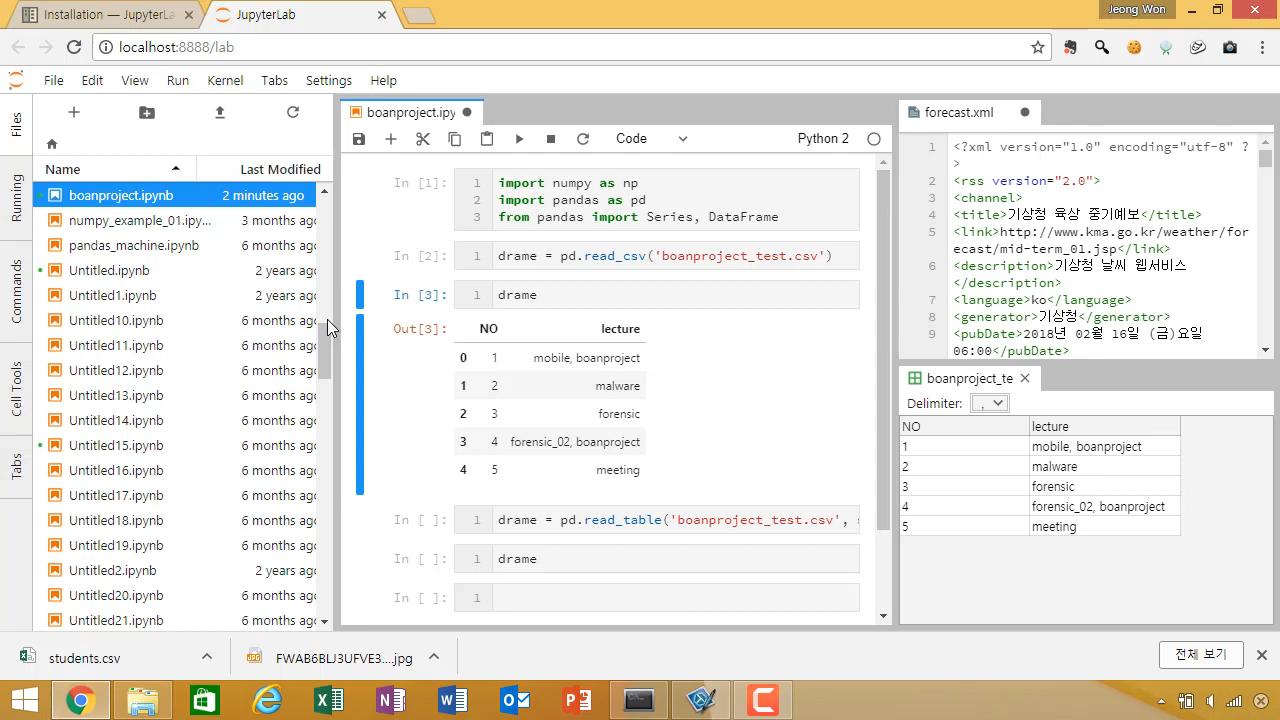 Installation — JupyterLa
JupyterLab
Jeong Won
localhost:8888/lab
File Edit View Run Kernel Tabs Settings Help
Files
Running
Commands
Cell Tools
Tabs
Name Last Modified
boanproject.ipynb 2 minutes ago
numpy_example_01.ipy... 3 months ago
pandas_machine.ipynb 6 months ago
Untitled.ipynb 2 years ago
Untitled1.ipynb 2 years ago
Untitled10.ipynb 6 months ago
Untitled11.ipynb 6 months ago
Untitled12.ipynb 6 months ago
Untitled13.ipynb 6 months ago
Untitled14.ipynb 6 months ago
Untitled15.ipynb 6 months ago
Untitled16.ipynb 6 months ago
Untitled17.ipynb 6 months ago
Untitled18.ipynb 6 months ago
Untitled19.ipynb 6 months ago
Untitled2.ipynb 2 years ago
Untitled20.ipynb 6 months ago
Untitled21.ipynb 6 months ago
boanproject.ipy
Code Python 2
In [1]: 1 import numpy as np
2 import pandas as pd
3 from pandas import Series, DataFrame
In [2]: 1 drame = pd.read_csv('boanproject_test.csv')
In [3]: 1 drame
Out[3]: NO lecture
0 1 mobile, boanproject
1 2 malware
2 3 forensic
3 4 forensic_02, boanproject
4 5 meeting
In [ ]: 1 drame = pd.read_table('boanproject_test.csv',
In [ ]: 1 drame
In [ ]: 1
forecast.xml
1 <?xml version="1.0" encoding="utf-8" ?
>
2 <rss version="2.0">
3 <channel>
4 <title>기상청 육상 중기예보</title>
5 <link>http://www.kma.go.kr/weather/for
ecast/mid-term_01.jsp</link>
6 <description>기상청 날씨 웹서비스
</description>
7 <language>ko</language>
8 <generator>기상청</generator>
9 <pubDate>2018년 02월 16일 (금)요일
06:00</pubDate>
boanproject_te
Delimiter: ,
NO lecture
1 mobile, boanproject
2 malware
3 forensic
4 forensic_02, boanproject
5 meeting
students.csv
FWAB6BLJ3UFVE3....jpg
전체 보기